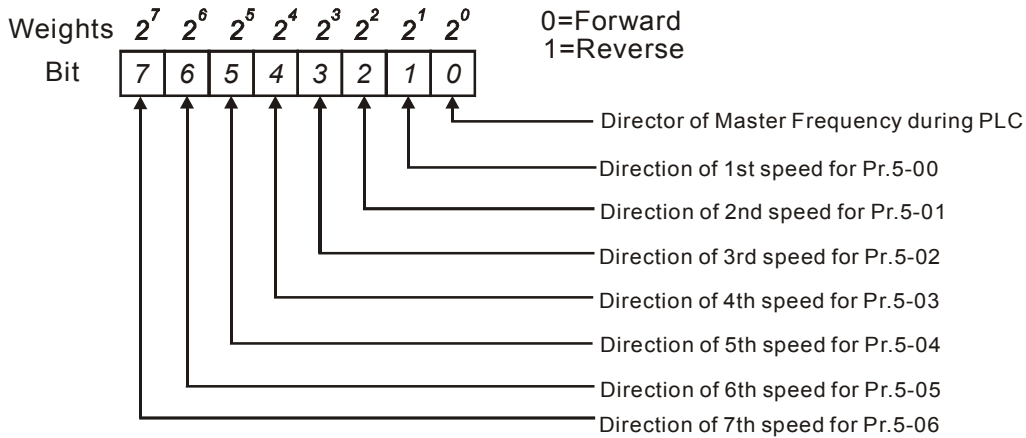 Weights 2^7 2^6 2^5 2^4 2^3 2^2 2^1 2^0
0=Forward
1=Reverse
Bit 7 6 5 4 3 2 1 0
Director of Master Frequency during PLC
Direction of 1st speed for Pr.5-00
Direction of 2nd speed for Pr.5-01
Direction of 3rd speed for Pr.5-02
Direction of 4th speed for Pr.5-03
Direction of 5th speed for Pr.5-04
Direction of 6th speed for Pr.5-05
Direction of 7th speed for Pr.5-06